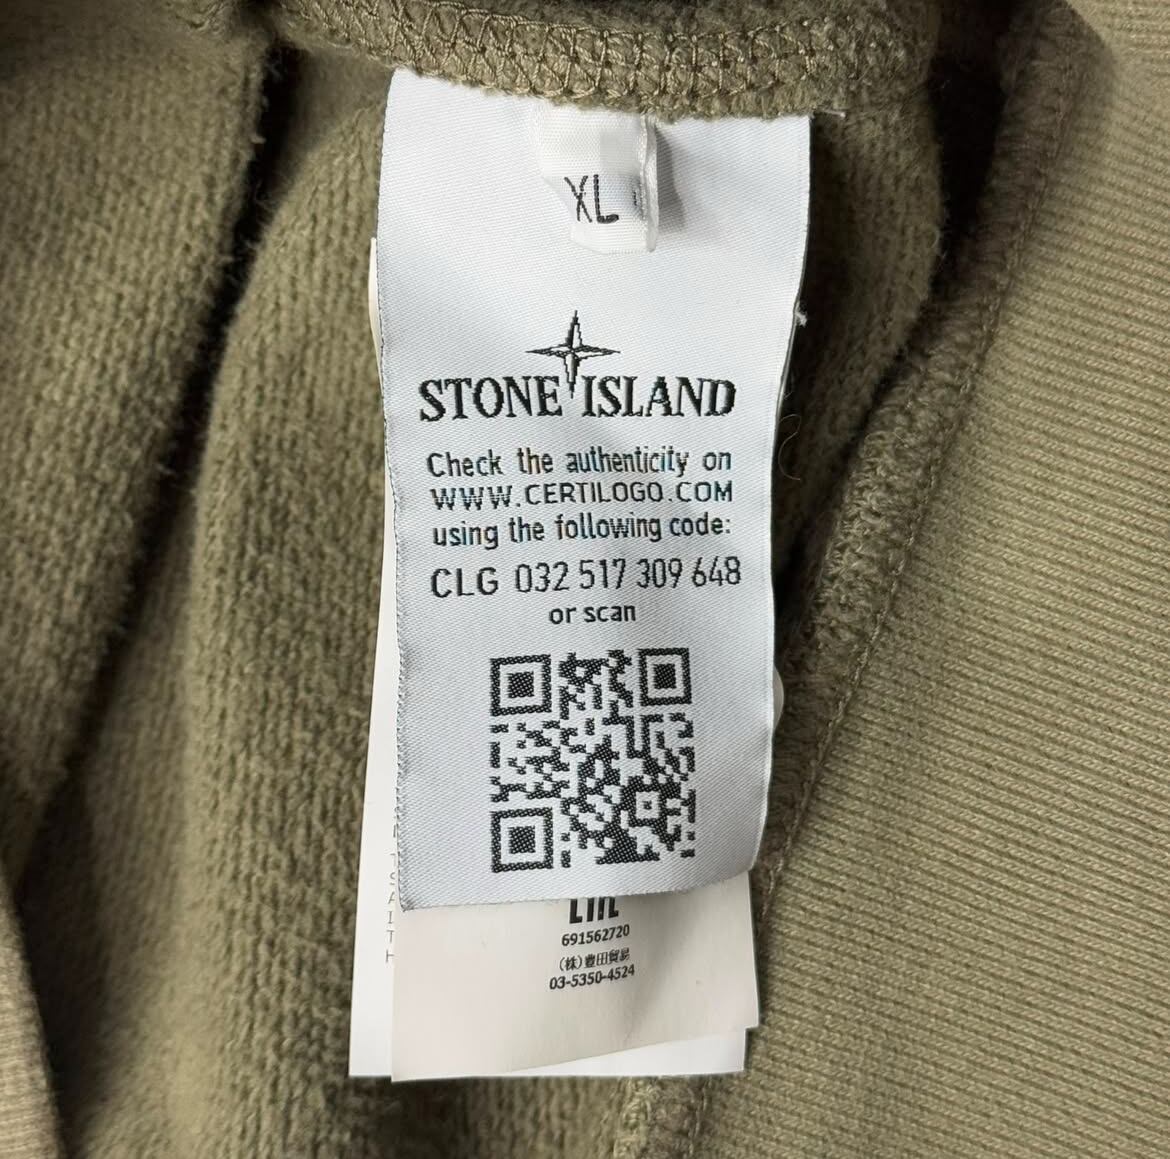 XL
STONE ISLAND
Check the authenticity on
WWW.CERTILOGO.COM
using the following code:
CLG 032 517 309 648
or scan
691562720
(株)豊田貿易
03-5350-4524